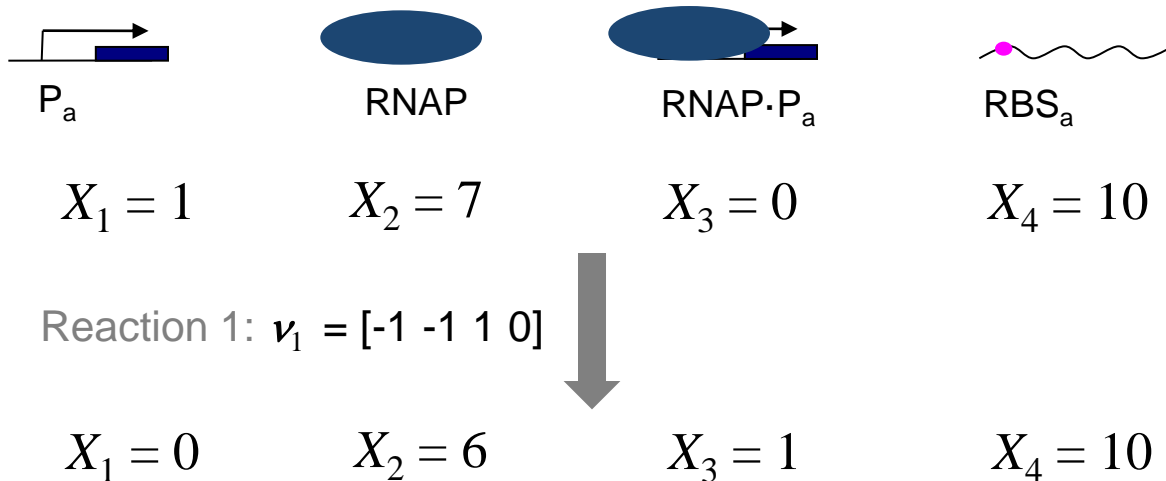 Pₐ RNAP RNAP·Pₐ RBSₐ
X₁ = 1 X₂ = 7 X₃ = 0 X₄ = 10
Reaction 1: ν₁ = [-1 -1 1 0]
X₁ = 0 X₂ = 6 X₃ = 1 X₄ = 10